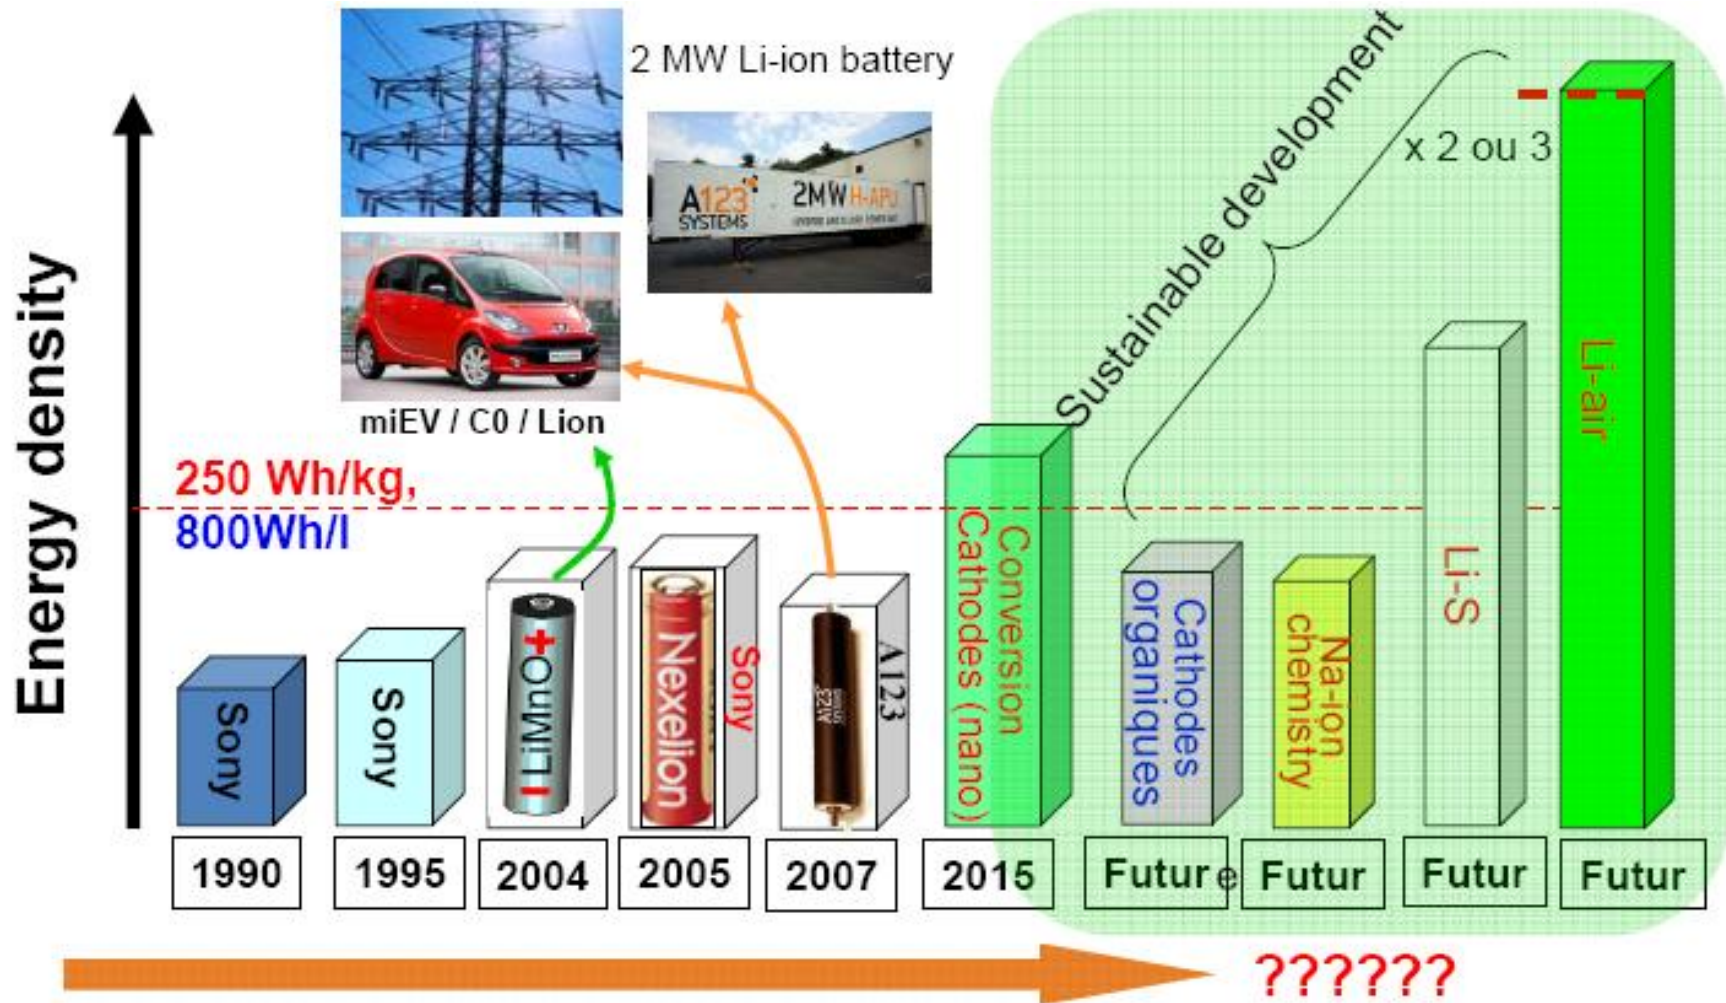 2 MW Li-ion battery
A123
SYSTEMS
2MW H-APU
miEV / C0 / Lion
Energy density
250 Wh/kg,
800Wh/l
Sustainable development
x 2 ou 3
Sony
Sony
LiMnO
Nexelion
Sony
A123
A123
Conversion
Cathodes (nano)
Cathodes
organiques
Na-ion
chemistry
Li-S
Li-air
1990
1995
2004
2005
2007
2015
Future
Futur
Futur
Futur
??????